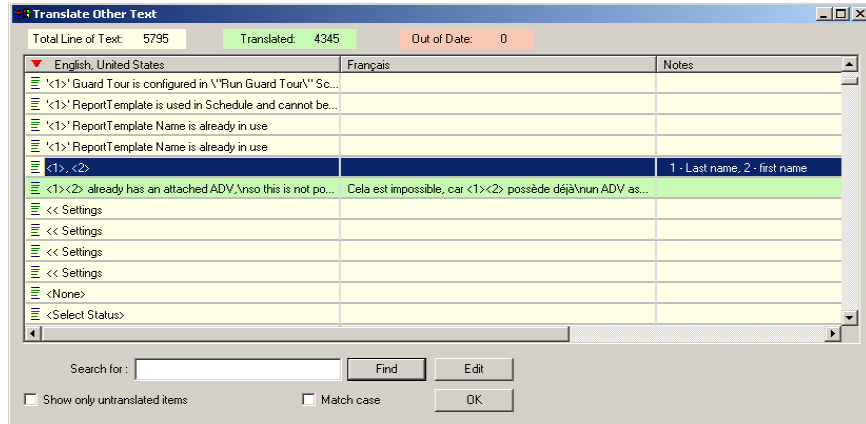 Translate Other Text
Total Line of Text: 5795 Translated: 4345 Out of Date: 0
English, United States Français Notes
'<1>' Guard Tour is configured in \"Run Guard Tour\" Sc...
'<1>' ReportTemplate is used in Schedule and cannot be...
'<1>' ReportTemplate Name is already in use
'<1>' ReportTemplate Name is already in use
<1>, <2> 1 - Last name, 2 - first name
<1><2> already has an attached ADV,\nso this is not po... Cela est impossible, car <1><2> possède déjà\nun ADV as...
<< Settings
<< Settings
<< Settings
<< Settings
<None>
<Select Status>
Search for : Find Edit
Show only untranslated items Match case OK